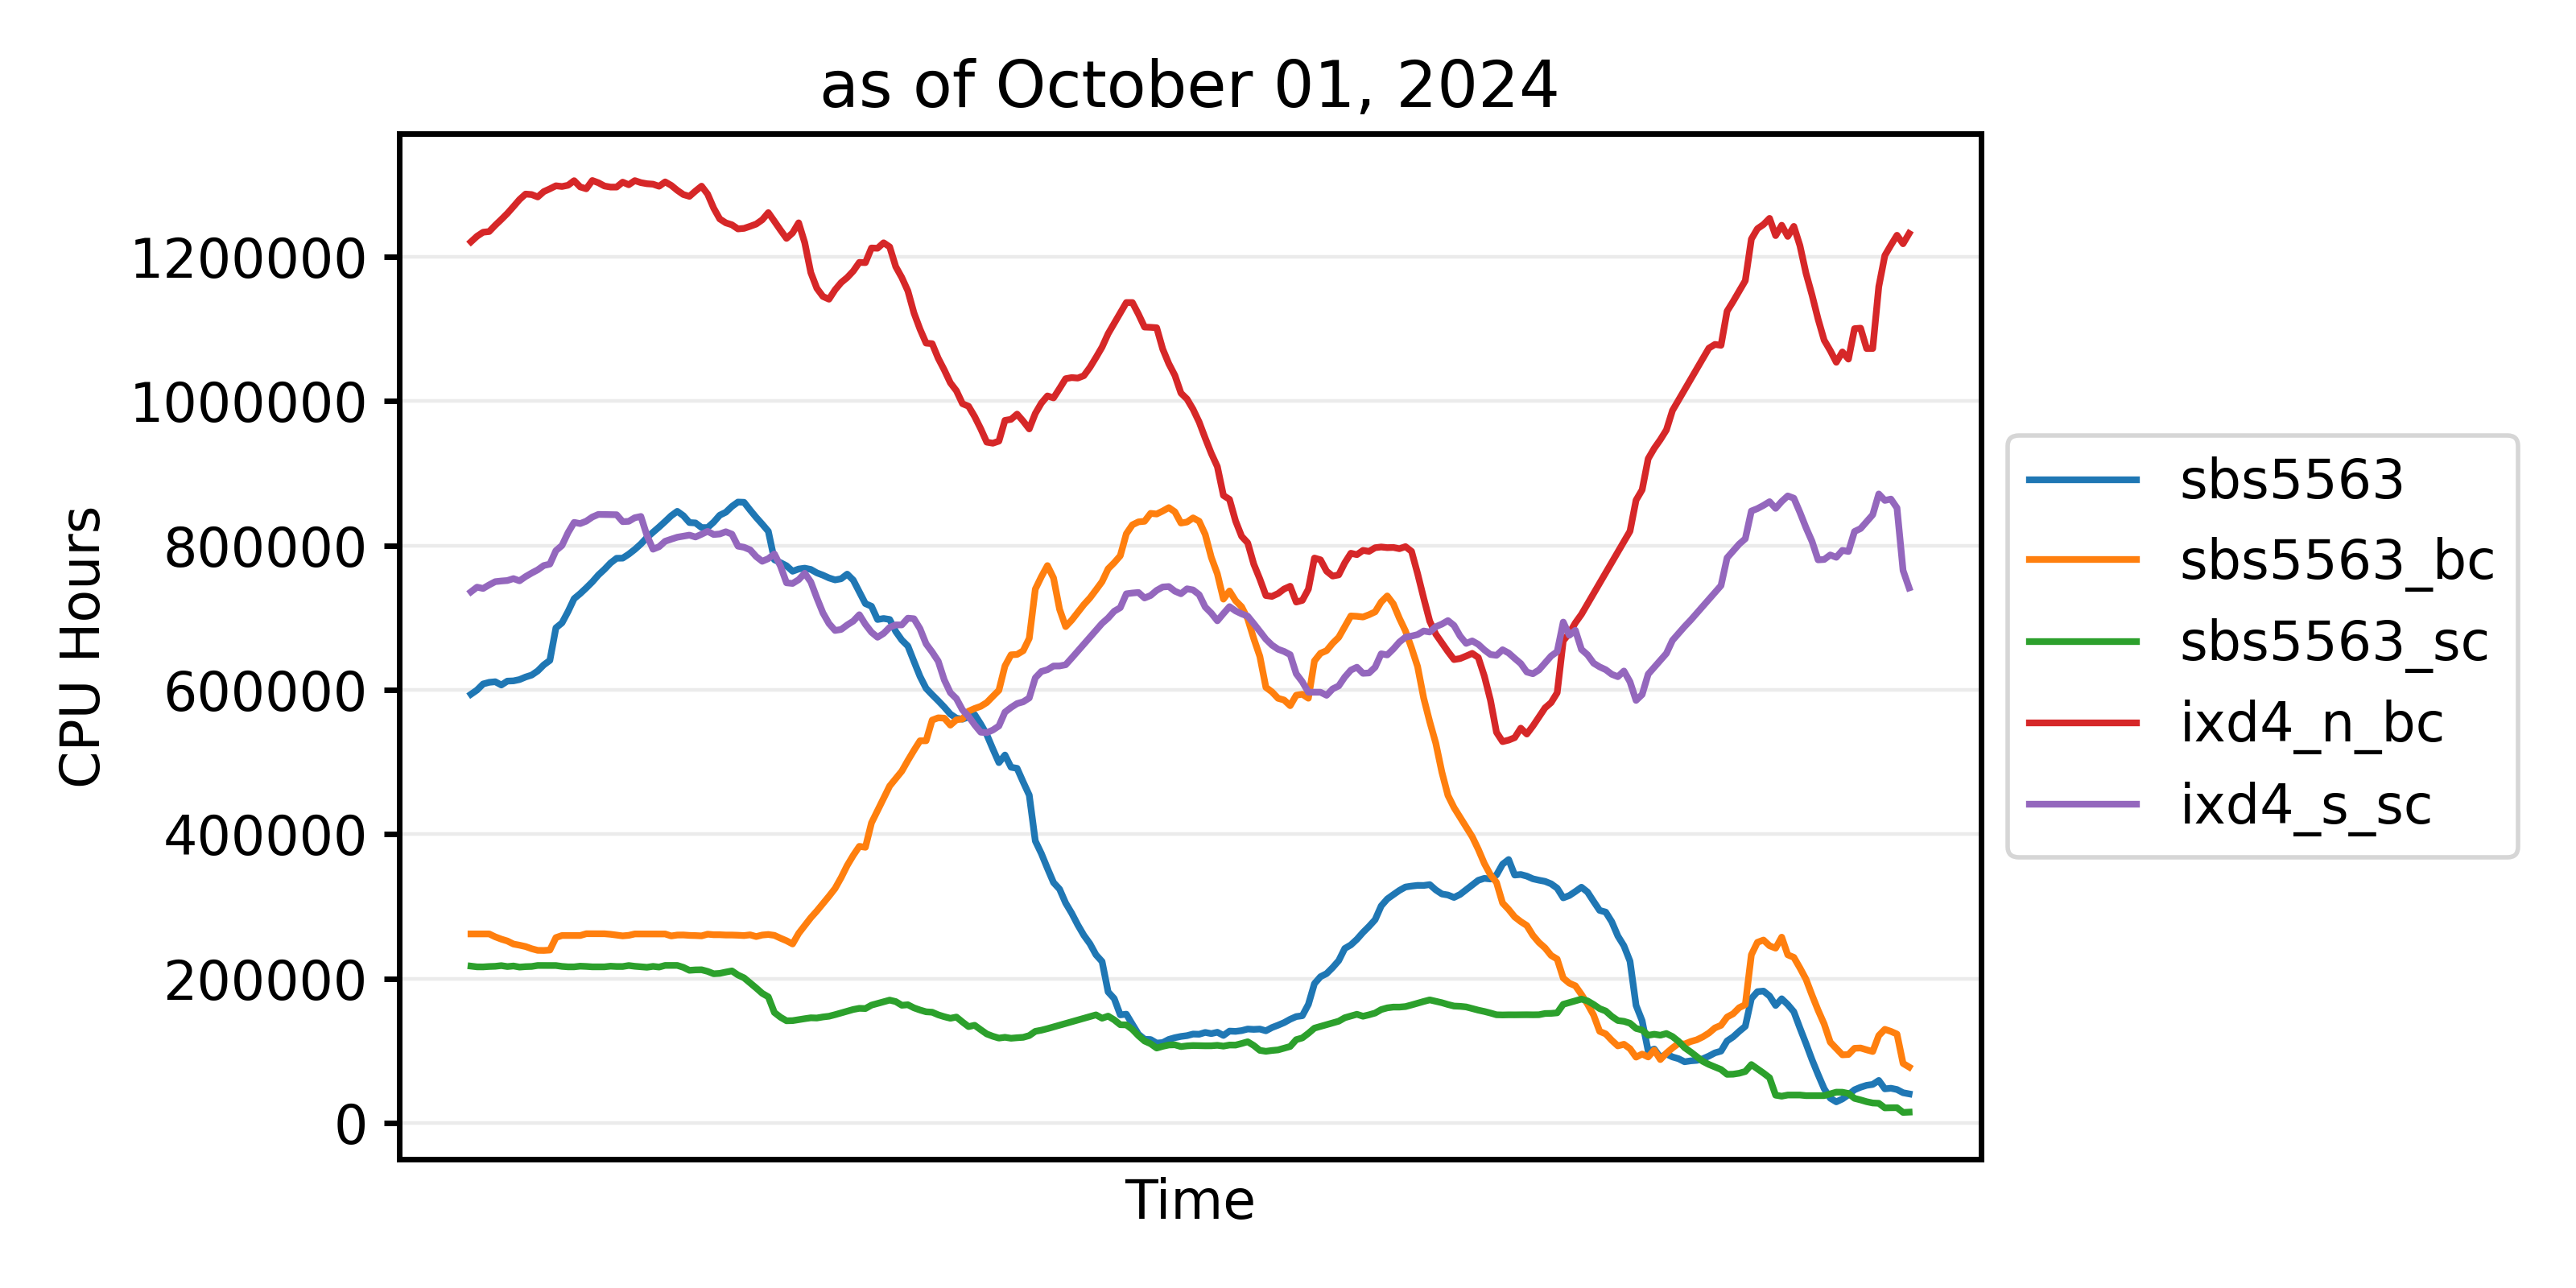 as of October 01, 2024
1200000
1000000
800000
600000
400000
200000
0
CPU Hours
Time
sbs5563
sbs5563_bc
sbs5563_sc
ixd4_n_bc
ixd4_s_sc